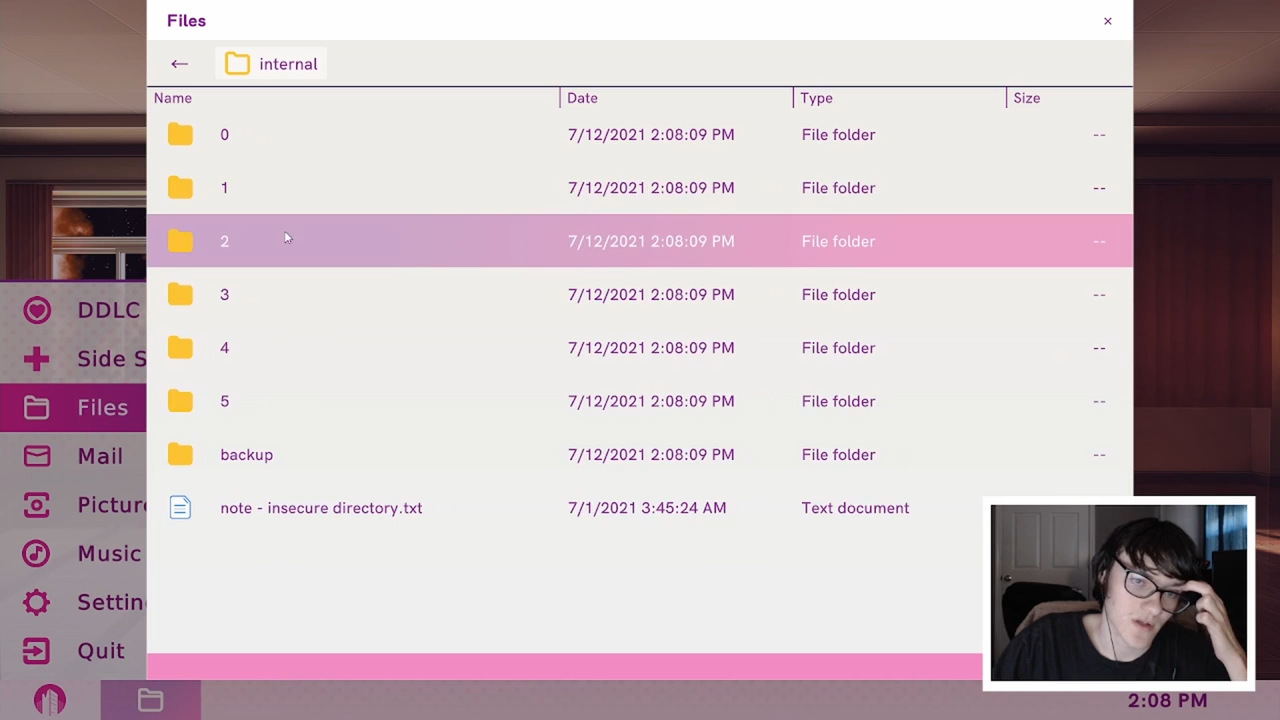 Files ×
← internal
Name Date Type Size
0 7/12/2021 2:08:09 PM File folder --
1 7/12/2021 2:08:09 PM File folder --
2 7/12/2021 2:08:09 PM File folder --
3 7/12/2021 2:08:09 PM File folder --
4 7/12/2021 2:08:09 PM File folder --
5 7/12/2021 2:08:09 PM File folder --
backup 7/12/2021 2:08:09 PM File folder --
note - insecure directory.txt 7/1/2021 3:45:24 AM Text document
DDLC
Side S
Files
Mail
Pictur
Music
Settin
Quit
2:08 PM